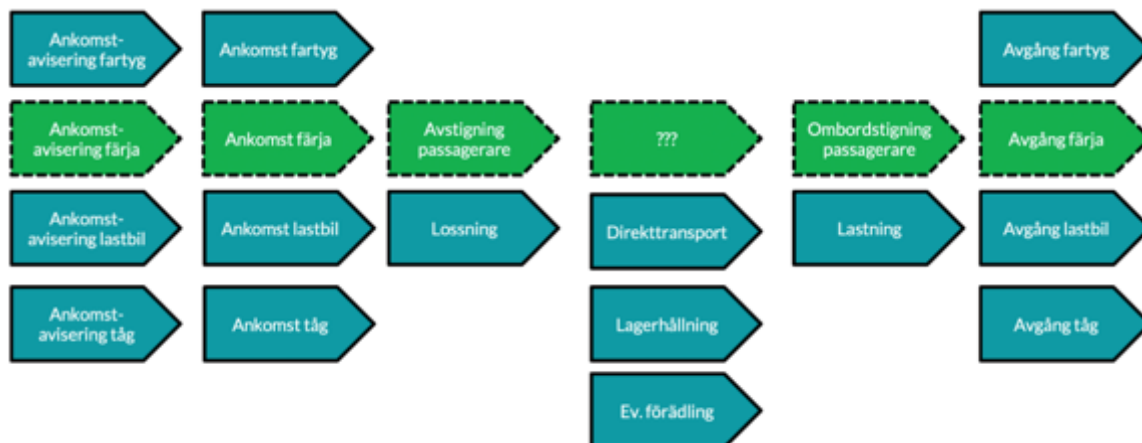 Ankomst-
avisering fartyg
Ankomst fartyg
Avgång fartyg
Ankomst-
avisering färja
Ankomst färja
Avstigning
passagerare
???
Ombordstigning
passagerare
Avgång färja
Ankomst-
avisering lastbil
Ankomst lastbil
Lossning
Direkttransport
Lastning
Avgång lastbil
Ankomst-
avisering tåg
Ankomst tåg
Lagerhållning
Avgång tåg
Ev. förädling